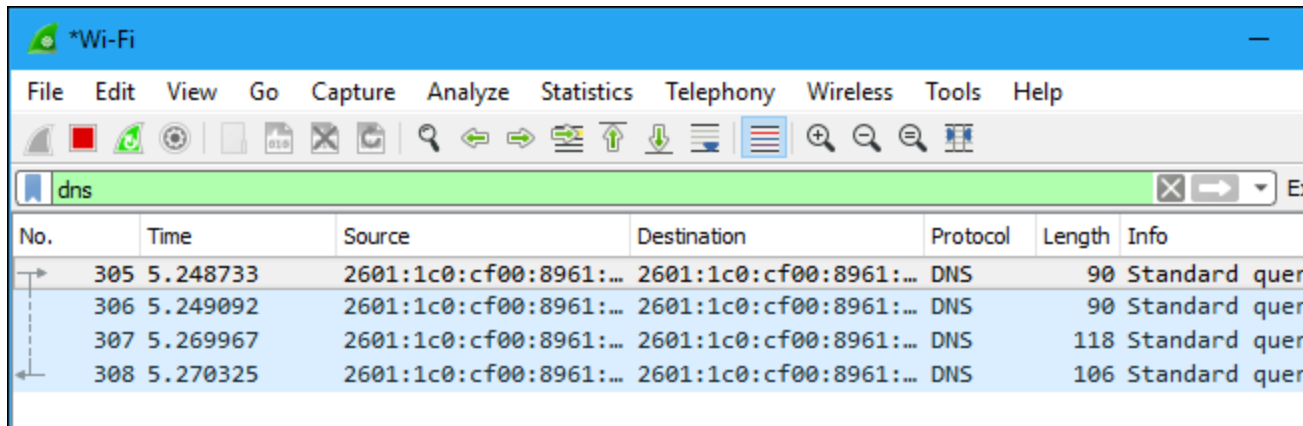 *Wi-Fi
File Edit View Go Capture Analyze Statistics Telephony Wireless Tools Help
dns
No. Time Source Destination Protocol Length Info
305 5.248733 2601:1c0:cf00:8961:… 2601:1c0:cf00:8961:… DNS 90 Standard quer
306 5.249092 2601:1c0:cf00:8961:… 2601:1c0:cf00:8961:… DNS 90 Standard quer
307 5.269967 2601:1c0:cf00:8961:… 2601:1c0:cf00:8961:… DNS 118 Standard quer
308 5.270325 2601:1c0:cf00:8961:… 2601:1c0:cf00:8961:… DNS 106 Standard quer